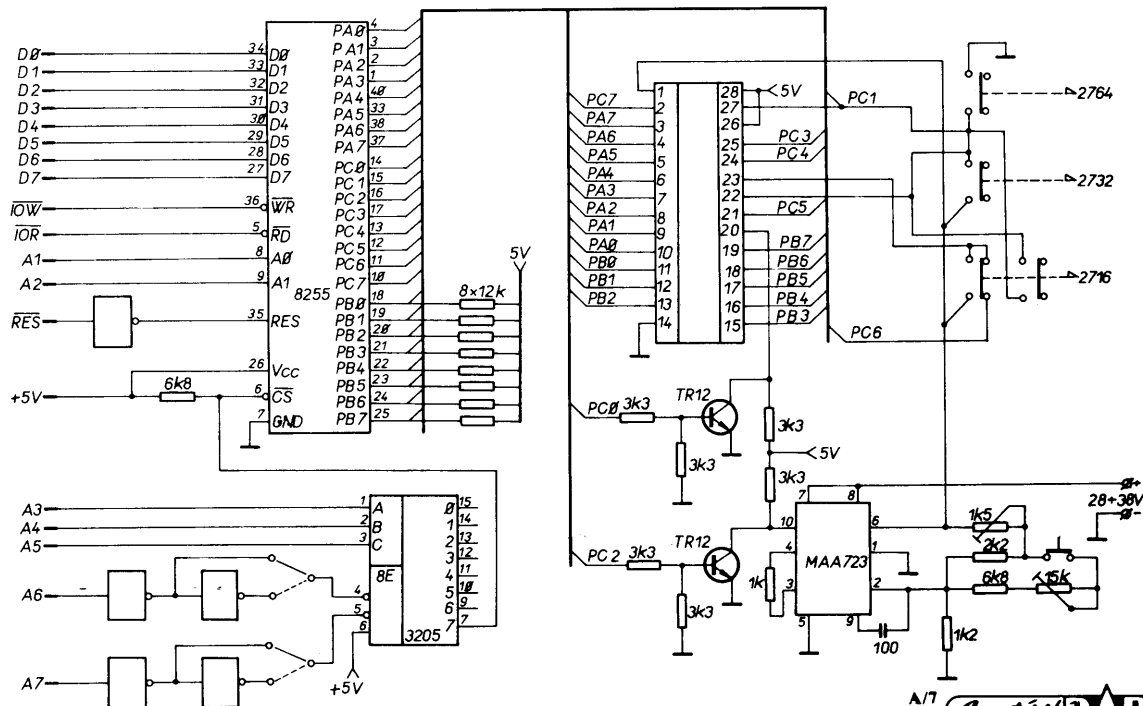 D0
D1
D2
D3
D4
D5
D6
D7
IOW
IOR
A1
A2
RES
+5V
6k8
34 D0
33 D1
32 D2
31 D3
30 D4
29 D5
28 D6
27 D7
36 WR
5 RD
8 A0
9 A1
35 RES
26 Vcc
6 CS
7 GND
8255
PA0 4
PA1 3
PA2 2
PA3 1
PA4 40
PA5 33
PA6 38
PA7 37
PC0 14
PC1 15
PC2 16
PC3 17
PC4 13
PC5 12
PC6 11
PC7 10
PB0 18
PB1 19
PB2 20
PB3 21
PB4 22
PB5 23
PB6 24
PB7 25
8×12k
5V
PC7
PA7
PA6
PA5
PA4
PA3
PA2
PA1
PA0
PB0
PB1
PB2
1
2
3
4
5
6
7
8
9
10
11
12
13
14
28
27
26
25
24
23
22
21
20
19
18
17
16
15
5V
PC1
PC3
PC4
PC5
PB7
PB6
PB5
PB4
PB3
PC6
2764
2732
2716
PC0 3k3
TR12
3k3
3k3
5V
3k3
PC2 3k3
TR12
3k3
1k
7
8
10
4
3
5
6
1
2
9
MAA723
100
1k5
2k2
6k8
15k
1k2
0+
28÷38V
0-
A3
A4
A5
A6
A7
1 A
2 B
3 C
8E
4
5
6
3205
+5V
0 15
1 14
2 13
3 12
4 11
5 10
6 9
7 7
A/7